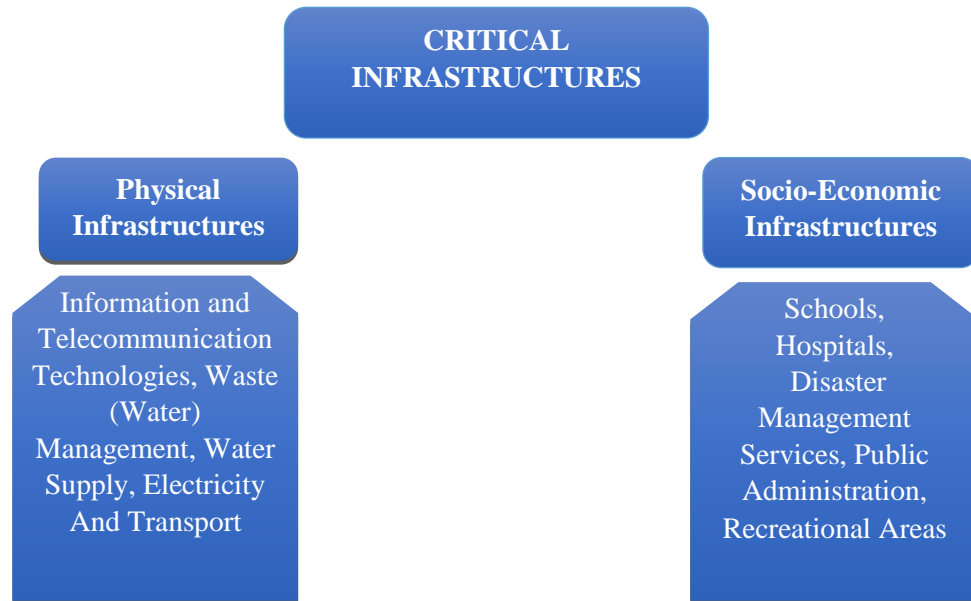 CRITICAL
INFRASTRUCTURES
Physical
Infrastructures
Socio-Economic
Infrastructures
Information and
Telecommunication
Technologies, Waste
(Water)
Management, Water
Supply, Electricity
And Transport
Schools,
Hospitals,
Disaster
Management
Services, Public
Administration,
Recreational Areas